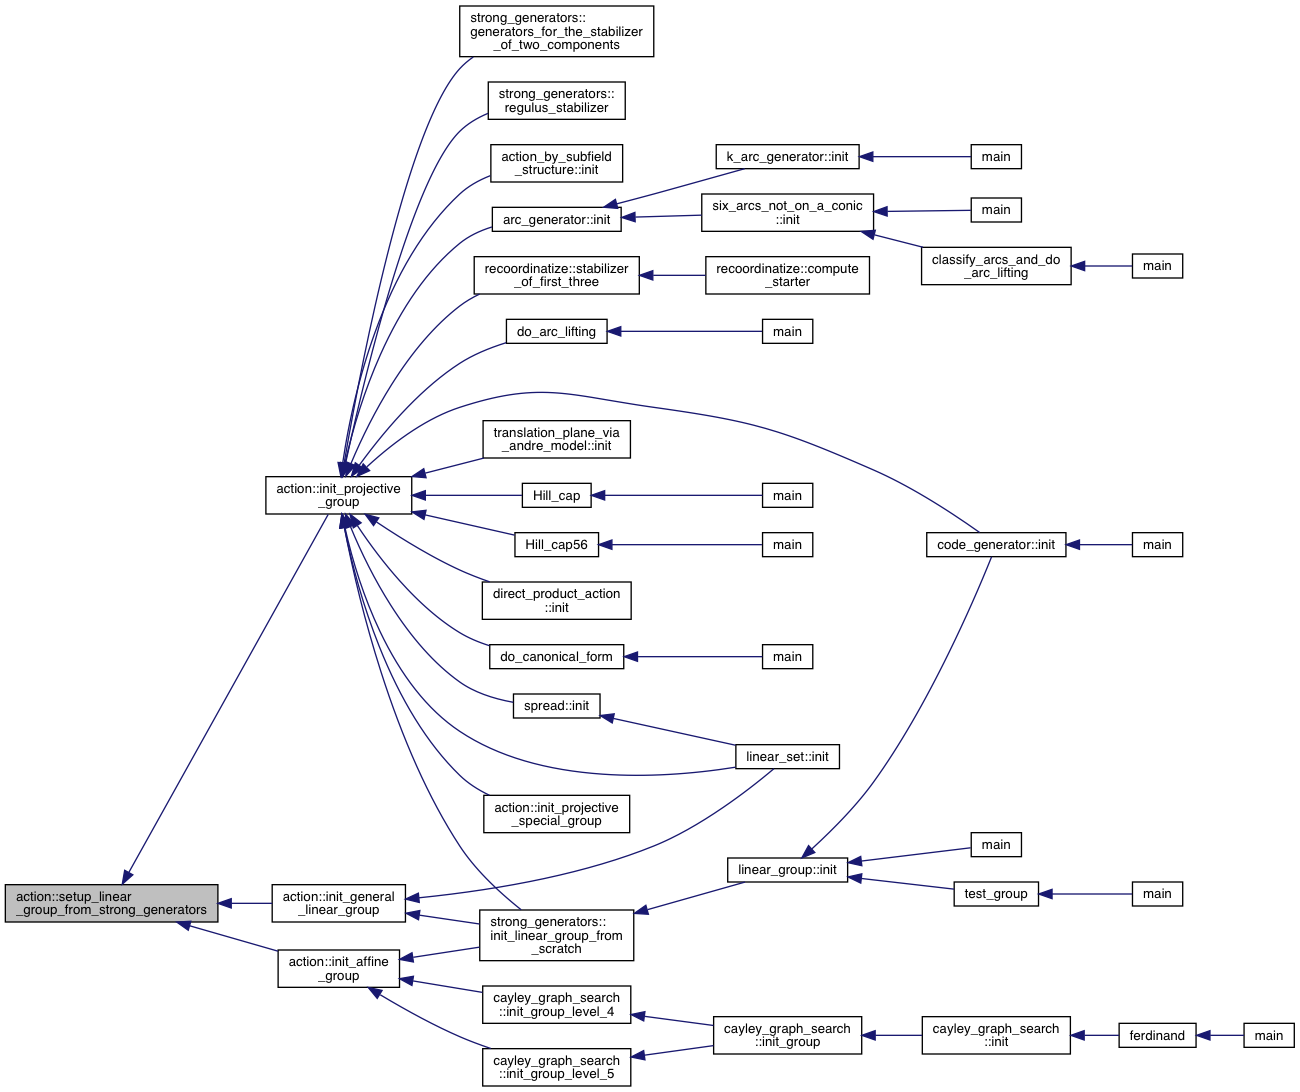 strong_generators::
generators_for_the_stabilizer
_of_two_components
strong_generators::
regulus_stabilizer
action_by_subfield
_structure::init
k_arc_generator::init
main
six_arcs_not_on_a_conic
::init
main
arc_generator::init
classify_arcs_and_do
_arc_lifting
main
recoordinatize::stabilizer
_of_first_three
recoordinatize::compute
_starter
do_arc_lifting
main
translation_plane_via
_andre_model::init
action::init_projective
_group
Hill_cap
main
Hill_cap56
main
code_generator::init
main
direct_product_action
::init
do_canonical_form
main
spread::init
linear_set::init
action::init_projective
_special_group
main
linear_group::init
test_group
main
action::setup_linear
_group_from_strong_generators
action::init_general
_linear_group
strong_generators::
init_linear_group_from
_scratch
action::init_affine
_group
cayley_graph_search
::init_group_level_4
cayley_graph_search
::init_group
cayley_graph_search
::init
ferdinand
main
cayley_graph_search
::init_group_level_5